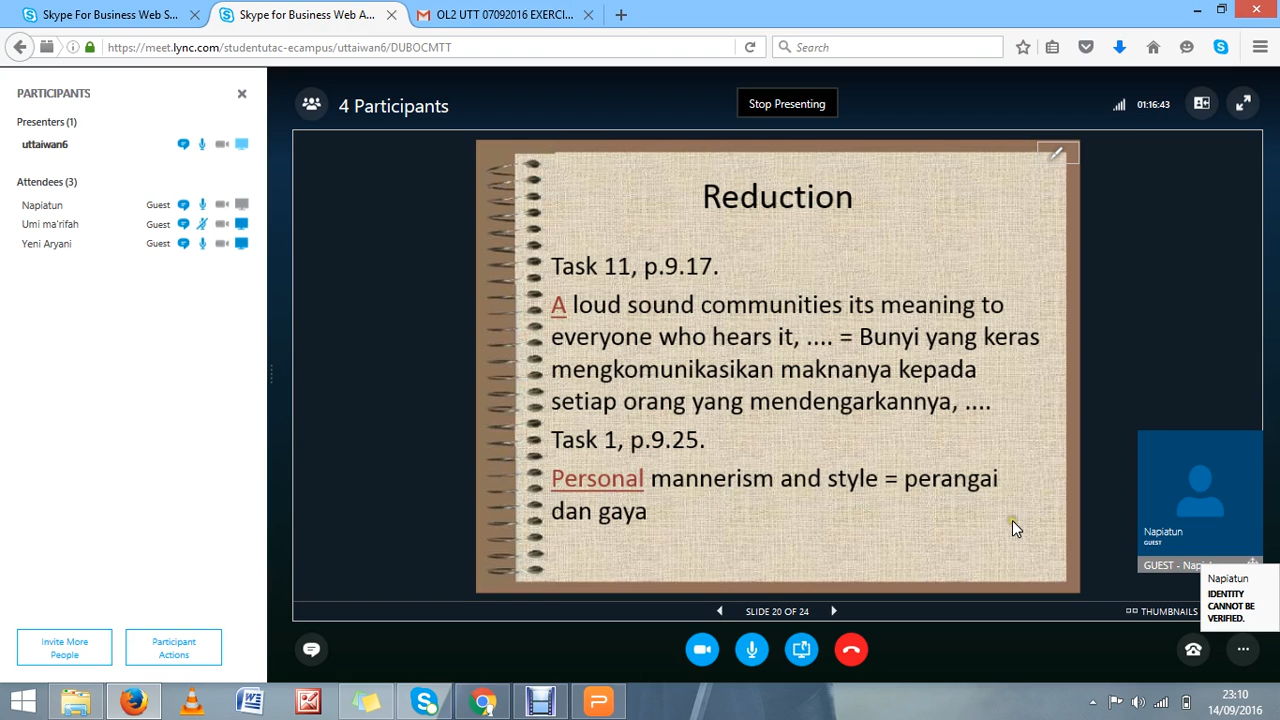 Skype For Business Web S...
Skype for Business Web A...
OL2 UTT 07092016 EXERCI...
https://meet.lync.com/studentutac-ecampus/uttaiwan6/DUBOCMTT
Search
PARTICIPANTS
Presenters (1)
uttaiwan6
Attendees (3)
Napiatun Guest
Umi ma'rifah Guest
Yeni Aryani Guest
Invite More People
Participant Actions
4 Participants
Stop Presenting
01:16:43
Reduction
Task 11, p.9.17.
A loud sound communities its meaning to
everyone who hears it, .... = Bunyi yang keras
mengkomunikasikan maknanya kepada
setiap orang yang mendengarkannya, ....
Task 1, p.9.25.
Personal mannerism and style = perangai
dan gaya
Napiatun
GUEST
GUEST - Napi
Napiatun
IDENTITY
CANNOT BE
VERIFIED.
SLIDE 20 OF 24
THUMBNAILS
23:10
14/09/2016